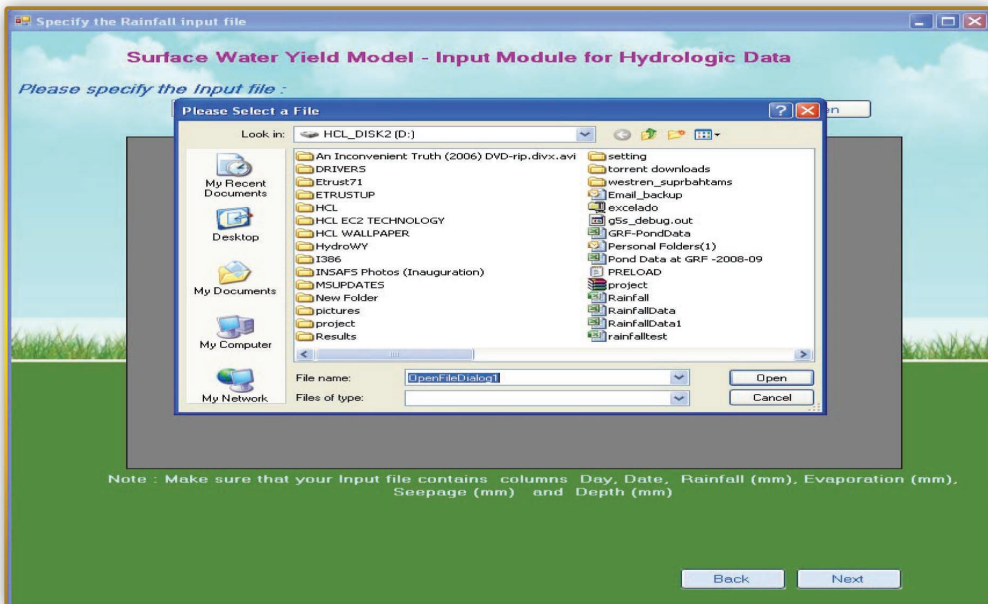 Specify the Rainfall input file
Surface Water Yield Model - Input Module for Hydrologic Data
Please specify the Input file :
en
Please Select a File
Look in:
HCL_DISK2 (D:)
My Recent
Documents
Desktop
My Documents
My Computer
My Network
An Inconvenient Truth (2006) DVD-rip.divx.avi
DRIVERS
Etrust71
ETRUSTUP
HCL
HCL EC2 TECHNOLOGY
HCL WALLPAPER
HydroWY
I386
INSAFS Photos (Inauguration)
MSUPDATES
New Folder
pictures
project
Results
setting
torrent downloads
westren_suprbahtams
Email_backup
excelado
g5s_debug.out
GRF-PondData
Personal Folders(1)
Pond Data at GRF -2008-09
PRELOAD
project
Rainfall
RainfallData
RainfallData1
rainfalltest
File name:
OpenFileDialog1
Open
Files of type:
Cancel
Note : Make sure that your Input file contains columns Day, Date, Rainfall (mm), Evaporation (mm),
Seepage (mm) and Depth (mm)
Back
Next